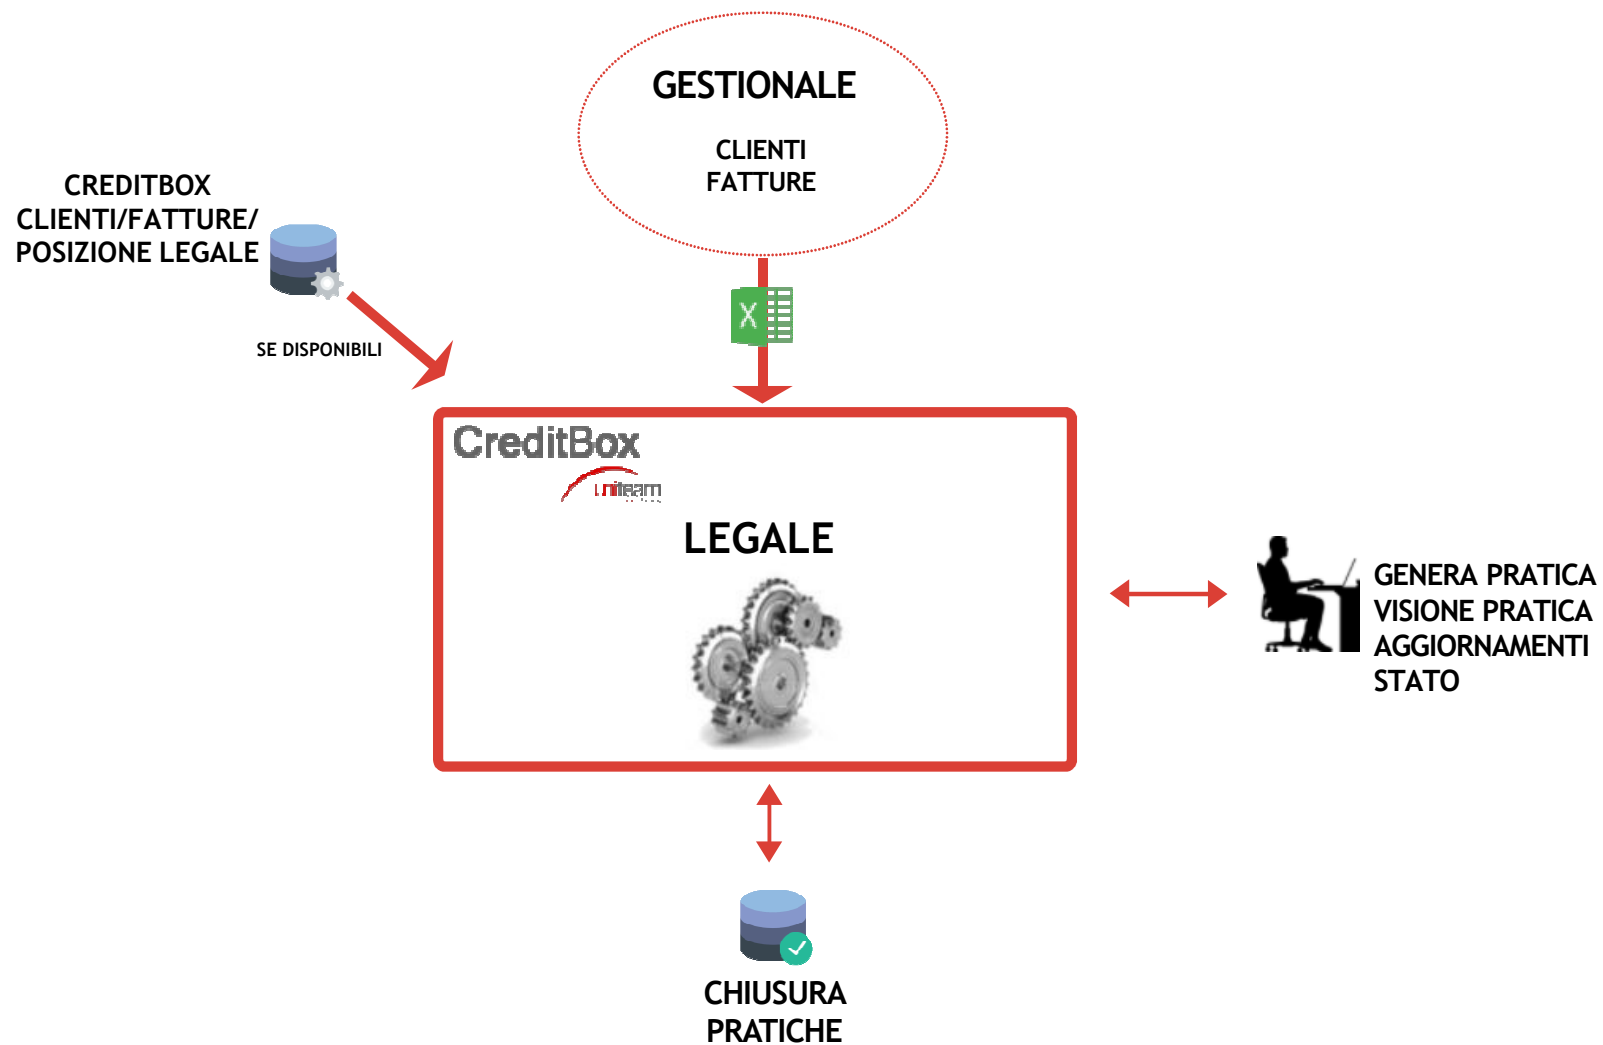 GESTIONALE
CLIENTI
FATTURE
CREDITBOX
CLIENTI/FATTURE/
POSIZIONE LEGALE
SE DISPONIBILI
X
CreditBox
uniteam
LEGALE
GENERA PRATICA
VISIONE PRATICA
AGGIORNAMENTI
STATO
CHIUSURA
PRATICHE